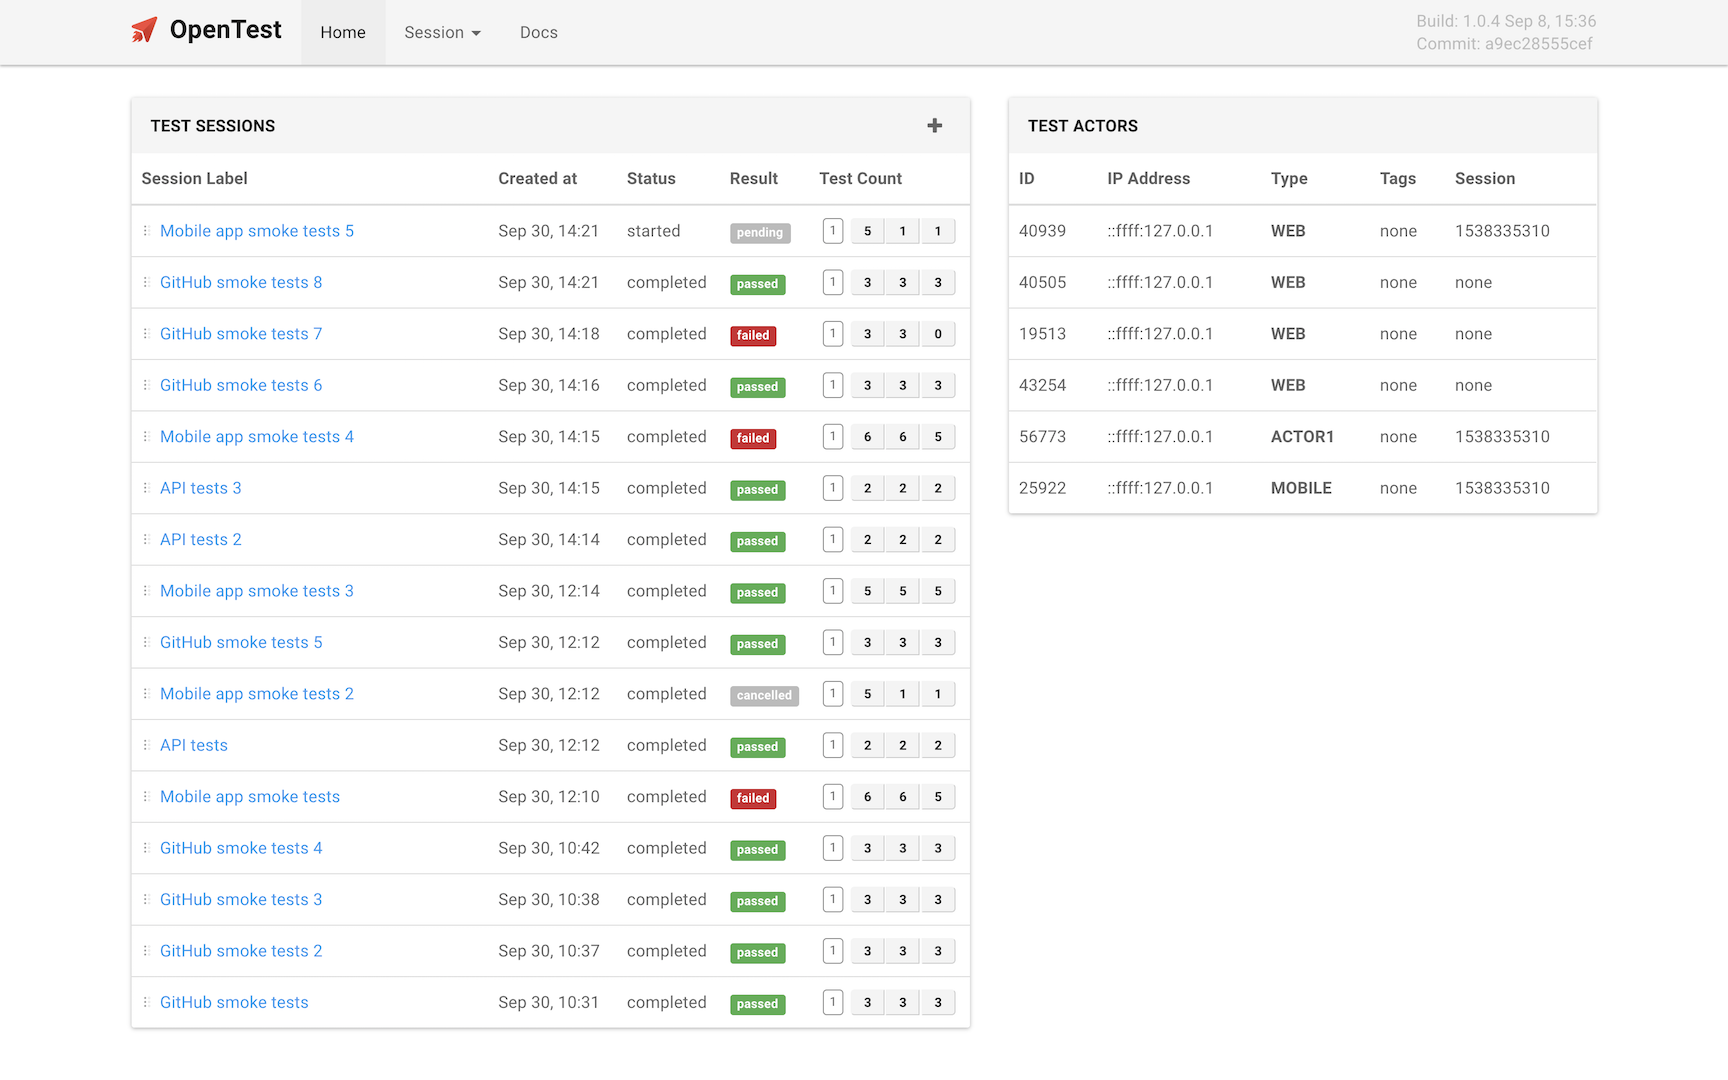 OpenTest
Home
Session
Docs
Build: 1.0.4 Sep 8, 15:36
Commit: a9ec28555cef
TEST SESSIONS
Session Label Created at Status Result Test Count
Mobile app smoke tests 5 Sep 30, 14:21 started pending 1 5 1 1
GitHub smoke tests 8 Sep 30, 14:21 completed passed 1 3 3 3
GitHub smoke tests 7 Sep 30, 14:18 completed failed 1 3 3 0
GitHub smoke tests 6 Sep 30, 14:16 completed passed 1 3 3 3
Mobile app smoke tests 4 Sep 30, 14:15 completed failed 1 6 6 5
API tests 3 Sep 30, 14:15 completed passed 1 2 2 2
API tests 2 Sep 30, 14:14 completed passed 1 2 2 2
Mobile app smoke tests 3 Sep 30, 12:14 completed passed 1 5 5 5
GitHub smoke tests 5 Sep 30, 12:12 completed passed 1 3 3 3
Mobile app smoke tests 2 Sep 30, 12:12 completed cancelled 1 5 1 1
API tests Sep 30, 12:12 completed passed 1 2 2 2
Mobile app smoke tests Sep 30, 12:10 completed failed 1 6 6 5
GitHub smoke tests 4 Sep 30, 10:42 completed passed 1 3 3 3
GitHub smoke tests 3 Sep 30, 10:38 completed passed 1 3 3 3
GitHub smoke tests 2 Sep 30, 10:37 completed passed 1 3 3 3
GitHub smoke tests Sep 30, 10:31 completed passed 1 3 3 3
TEST ACTORS
ID IP Address Type Tags Session
40939 ::ffff:127.0.0.1 WEB none 1538335310
40505 ::ffff:127.0.0.1 WEB none none
19513 ::ffff:127.0.0.1 WEB none none
43254 ::ffff:127.0.0.1 WEB none none
56773 ::ffff:127.0.0.1 ACTOR1 none 1538335310
25922 ::ffff:127.0.0.1 MOBILE none 1538335310